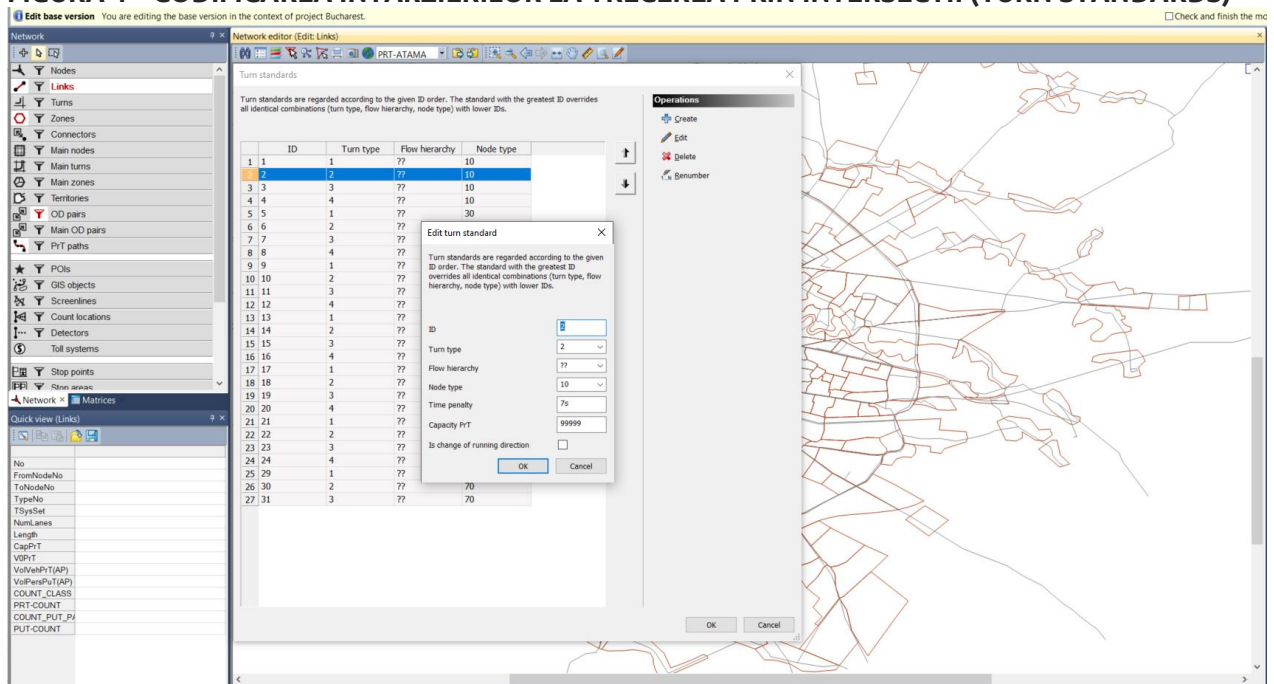 FIGURA 4 - CODIFICAREA ÎNTÂRZIERILOR LA TRECEREA PRIN INTERSECȚII (TURN STANDARDS)
Edit base version You are editing the base version in the context of project Bucharest.
Check and finish the mo
Network
Network editor (Edit: Links)
PRT-ATAMA
Nodes
Links
Turns
Zones
Connectors
Main nodes
Main turns
Main zones
Territories
OD pairs
Main OD pairs
PrT paths
POIs
GIS objects
Screenlines
Count locations
Detectors
Toll systems
Stop points
Stop areas
Network × Matrices
Quick view (Links)
No
FromNodeNo
ToNodeNo
TypeNo
TSysSet
NumLanes
Length
CapPrT
V0PrT
VolVehPrT(AP)
VolPersPuT(AP)
COUNT_CLASS
PRT-COUNT
COUNT_PUT_PA
PUT-COUNT
Turn standards
Turn standards are regarded according to the given ID order. The standard with the greatest ID overrides
all identical combinations (turn type, flow hierarchy, node type) with lower IDs.
ID Turn type Flow hierarchy Node type
1 1 1 ?? 10
2 2 2 ?? 10
3 3 3 ?? 10
4 4 4 ?? 10
5 5 1 ?? 30
6 6 2 ??
7 7 3 ??
8 8 4 ??
9 9 1 ??
10 10 2 ??
11 11 3 ??
12 12 4 ??
13 13 1 ??
14 14 2 ??
15 15 3 ??
16 16 4 ??
17 17 1 ??
18 18 2 ??
19 19 3 ??
20 20 4 ??
21 21 1 ??
22 22 2 ??
23 23 3 ??
24 24 4 ??
25 29 1 ??
26 30 2 ?? 70
27 31 3 ?? 70
Operations
Create
Edit
Delete
Renumber
Edit turn standard
Turn standards are regarded according to the given
ID order. The standard with the greatest ID
overrides all identical combinations (turn type, flow
hierarchy, node type) with lower IDs.
ID 2
Turn type 2
Flow hierarchy ??
Node type 10
Time penalty 7s
Capacity PrT 99999
Is change of running direction
OK Cancel
OK Cancel